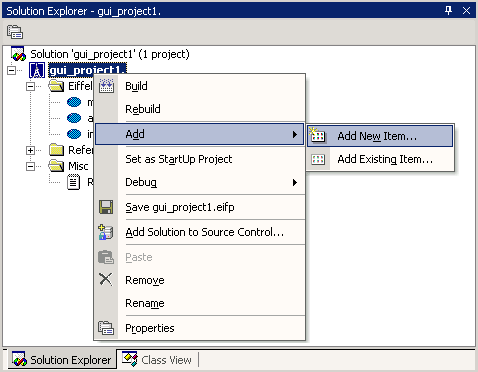 Solution Explorer - gui_project1.
Solution 'gui_project1' (1 project)
gui_project1.
Eiffel
m
a
in
Refer
Misc
R
Build
Rebuild
Add
Set as StartUp Project
Debug
Save gui_project1.eifp
Add Solution to Source Control...
Paste
Remove
Rename
Properties
Add New Item...
Add Existing Item...
Solution Explorer
Class View